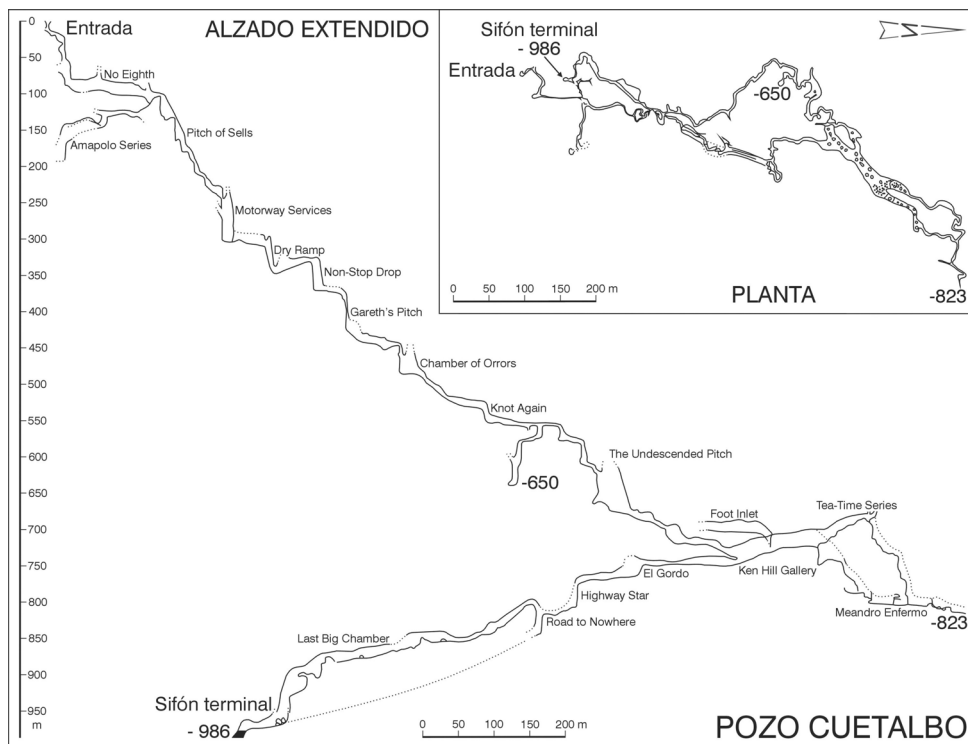 ALZADO EXTENDIDO
0
50
100
150
200
250
300
350
400
450
500
550
600
650
700
750
800
850
900
950
m
Entrada
No Eighth
Pitch of Sells
Amapolo Series
Motorway Services
Dry Ramp
Non-Stop Drop
Gareth's Pitch
Chamber of Orrors
Knot Again
-650
The Undescended Pitch
Foot Inlet
Tea-Time Series
El Gordo
Ken Hill Gallery
Highway Star
Meandro Enfermo
-823
Road to Nowhere
Last Big Chamber
Sifón terminal
- 986
0 50 100 150 200 m
Sifón terminal
- 986
Entrada
N
-650
0 50 100 150 200 m
PLANTA
-823
POZO CUETALBO